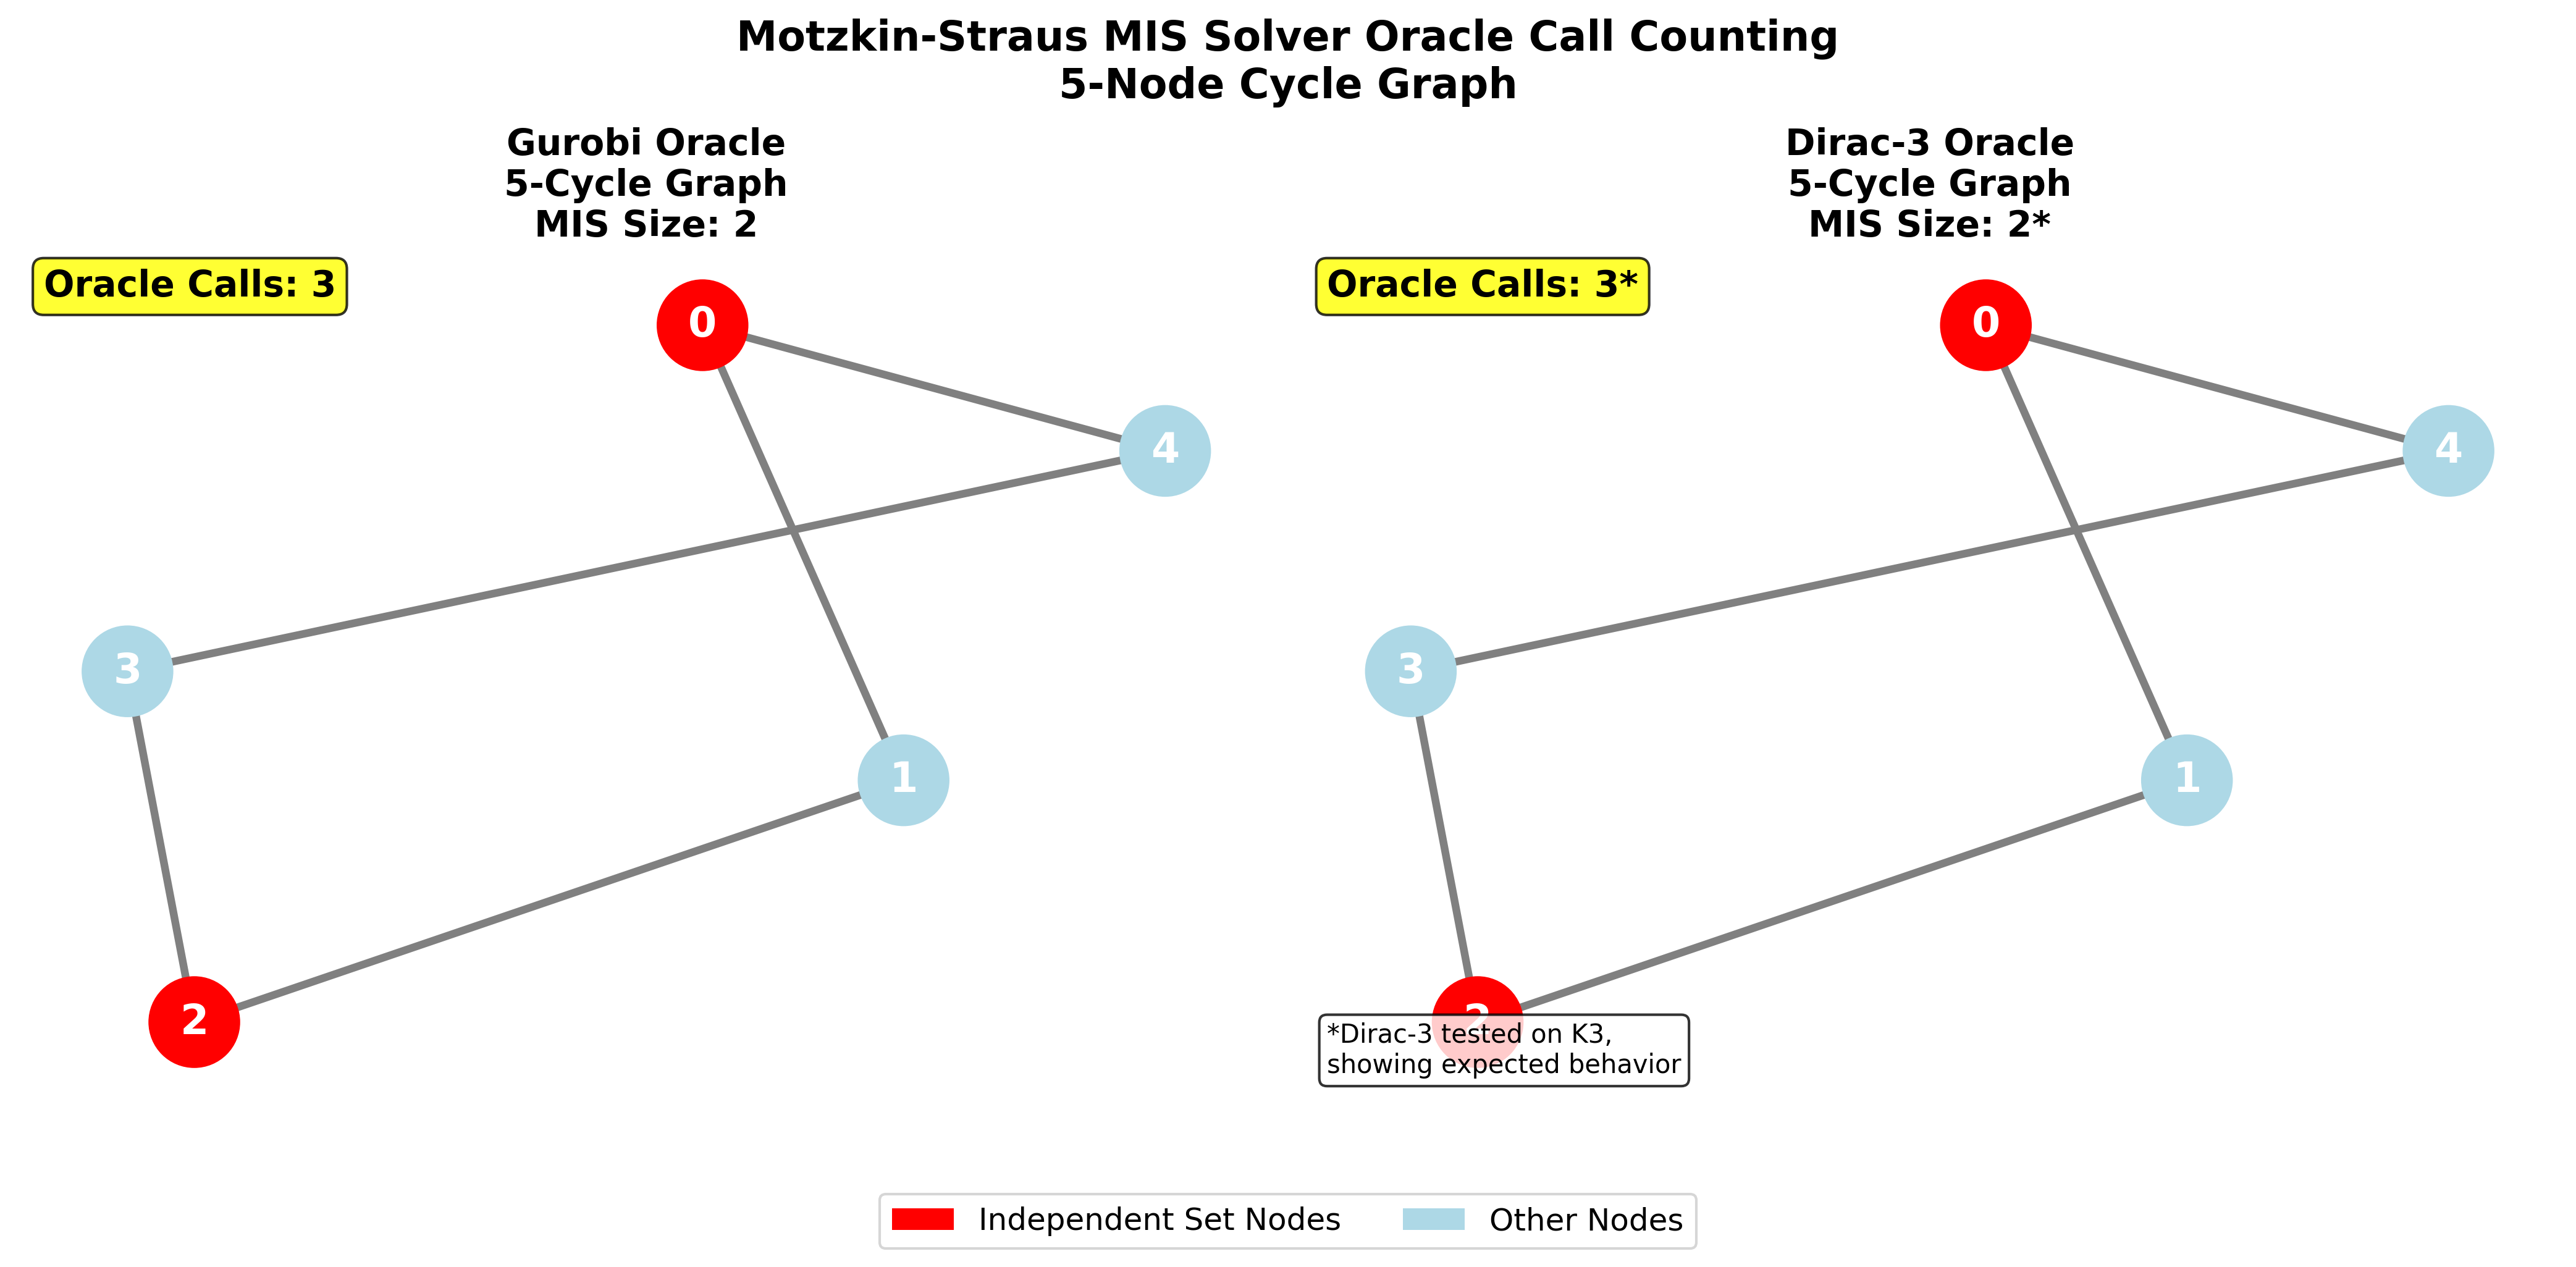 Motzkin-Straus MIS Solver Oracle Call Counting
5-Node Cycle Graph
Gurobi Oracle
5-Cycle Graph
MIS Size: 2
Oracle Calls: 3
0
4
3
1
2
Dirac-3 Oracle
5-Cycle Graph
MIS Size: 2*
Oracle Calls: 3*
0
4
3
1
2
*Dirac-3 tested on K3,
showing expected behavior
Independent Set Nodes
Other Nodes